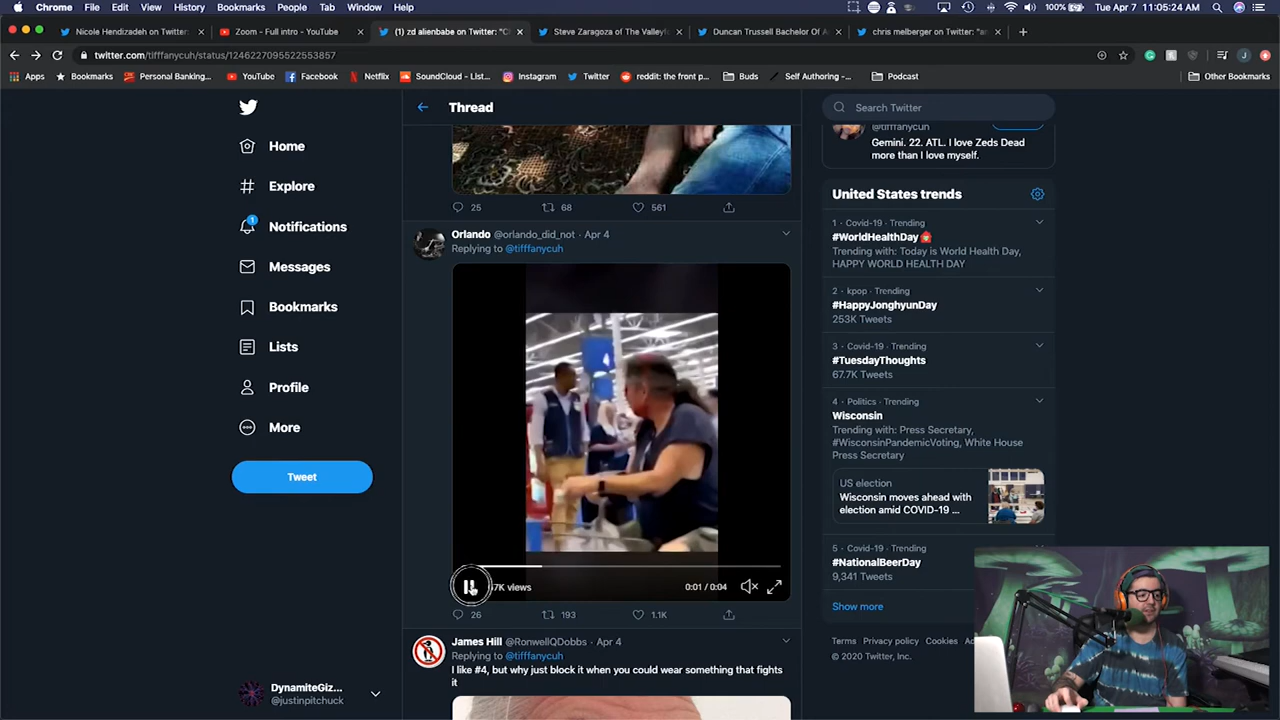 Chrome File Edit View History Bookmarks People Tab Window Help
100% Tue Apr 7 11:05:24 AM
Nicole Hendizadeh on Twitter: "
Zoom - Full intro - YouTube
(1) zd alienbabe on Twitter: "C
Steve Zaragoza of The Valley
Duncan Trussell Bachelor Of A
chris melberger on Twitter: "a
twitter.com/tifffanycuh/status/1246227095522553857
Apps Bookmarks Personal Banking... YouTube Facebook Netflix SoundCloud - List... Instagram Twitter reddit: the front p... Buds Self Authoring -... Podcast Other Bookmarks
Home
Explore
1
Notifications
Messages
Bookmarks
Lists
Profile
More
Tweet
DynamiteGiz...
@justinpitchuck
Thread
25 68 561
Orlando @orlando_did_not · Apr 4
Replying to @tifffanycuh
7K views 0:01 / 0:04
26 193 1.1K
James Hill @RonwellQDobbs · Apr 4
Replying to @tifffanycuh
I like #4, but why just block it when you could wear something that fights
it
Search Twitter
@tifffanycuh
Gemini. 22. ATL. I love Zeds Dead
more than I love myself.
United States trends
1 · Covid-19 · Trending
#WorldHealthDay
Trending with: Today is World Health Day,
HAPPY WORLD HEALTH DAY
2 · kpop · Trending
#HappyJonghyunDay
253K Tweets
3 · Covid-19 · Trending
#TuesdayThoughts
67.7K Tweets
4 · Politics · Trending
Wisconsin
Trending with: Press Secretary,
#WisconsinPandemicVoting, White House
Press Secretary
US election
Wisconsin moves ahead with
election amid COVID-19 ...
5 · Covid-19 · Trending
#NationalBeerDay
9,341 Tweets
Show more
Terms Privacy policy Cookies
© 2020 Twitter, Inc.